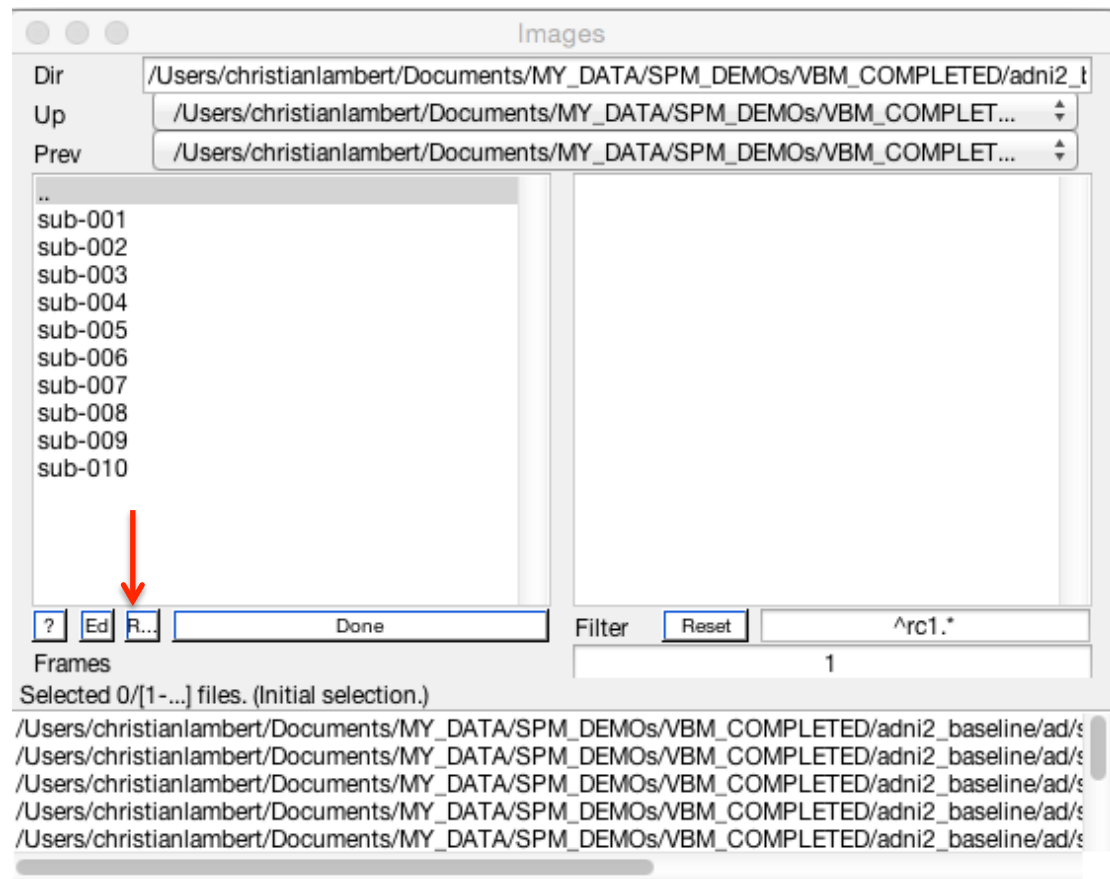 Images
Dir /Users/christianlambert/Documents/MY_DATA/SPM_DEMOs/VBM_COMPLETED/adni2_b
Up /Users/christianlambert/Documents/MY_DATA/SPM_DEMOs/VBM_COMPLET...
Prev /Users/christianlambert/Documents/MY_DATA/SPM_DEMOs/VBM_COMPLET...
..
sub-001
sub-002
sub-003
sub-004
sub-005
sub-006
sub-007
sub-008
sub-009
sub-010
? Ed R... Done Filter Reset ^rc1.*
Frames 1
Selected 0/[1-...] files. (Initial selection.)
/Users/christianlambert/Documents/MY_DATA/SPM_DEMOs/VBM_COMPLETED/adni2_baseline/ad/s
/Users/christianlambert/Documents/MY_DATA/SPM_DEMOs/VBM_COMPLETED/adni2_baseline/ad/s
/Users/christianlambert/Documents/MY_DATA/SPM_DEMOs/VBM_COMPLETED/adni2_baseline/ad/s
/Users/christianlambert/Documents/MY_DATA/SPM_DEMOs/VBM_COMPLETED/adni2_baseline/ad/s
/Users/christianlambert/Documents/MY_DATA/SPM_DEMOs/VBM_COMPLETED/adni2_baseline/ad/s